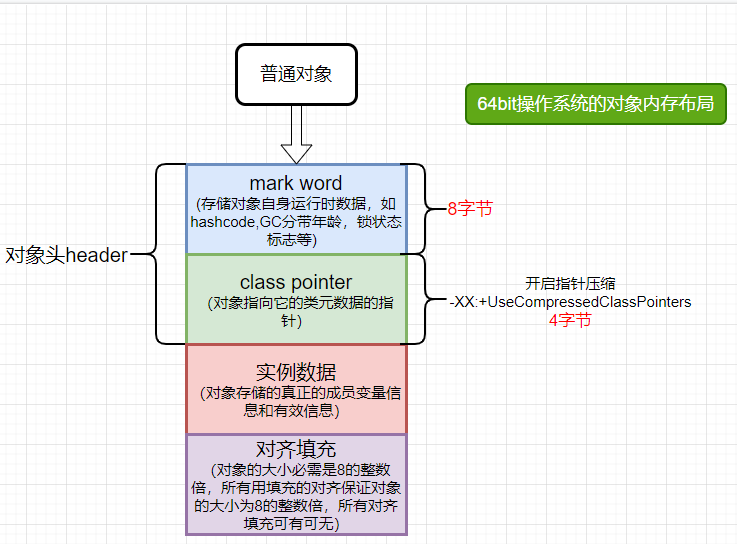 普通对象
64bit操作系统的对象内存布局
mark word
(存储对象自身运行时数据，如
hashcode,GC分带年龄，锁状态
标志等)
8字节
对象头header
class pointer
(对象指向它的类元数据的指
针)
开启指针压缩
-XX:+UseCompressedClassPointers
4字节
实例数据
(对象存储的真正的成员变量信
息和有效信息)
对齐填充
(对象的大小必需是8的整数
倍，所有用填充的对齐保证对象
的大小为8的整数倍，所有对齐
填充可有可无)